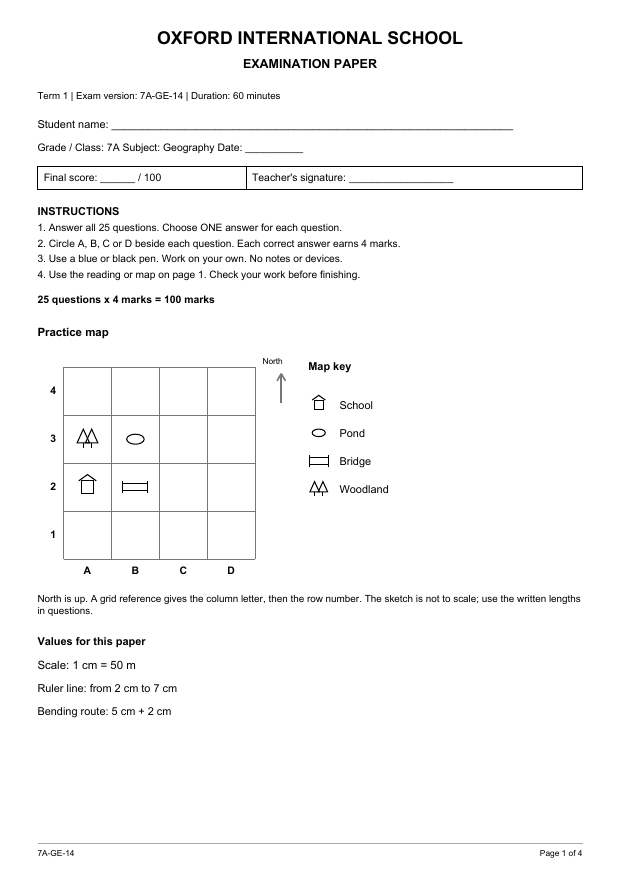 OXFORD INTERNATIONAL SCHOOL
EXAMINATION PAPER
Term 1 | Exam version: 7A-GE-14 | Duration: 60 minutes
Student name: ________________________________________________________________
Grade / Class: 7A Subject: Geography Date: __________
Final score: ______ / 100
Teacher's signature: __________________
INSTRUCTIONS
1. Answer all 25 questions. Choose ONE answer for each question.
2. Circle A, B, C or D beside each question. Each correct answer earns 4 marks.
3. Use a blue or black pen. Work on your own. No notes or devices.
4. Use the reading or map on page 1. Check your work before finishing.
25 questions x 4 marks = 100 marks
Practice map
North
Map key
4
School
3
Pond
Bridge
2
Woodland
1
A B C D
North is up. A grid reference gives the column letter, then the row number. The sketch is not to scale; use the written lengths
in questions.
Values for this paper
Scale: 1 cm = 50 m
Ruler line: from 2 cm to 7 cm
Bending route: 5 cm + 2 cm
7A-GE-14
Page 1 of 4